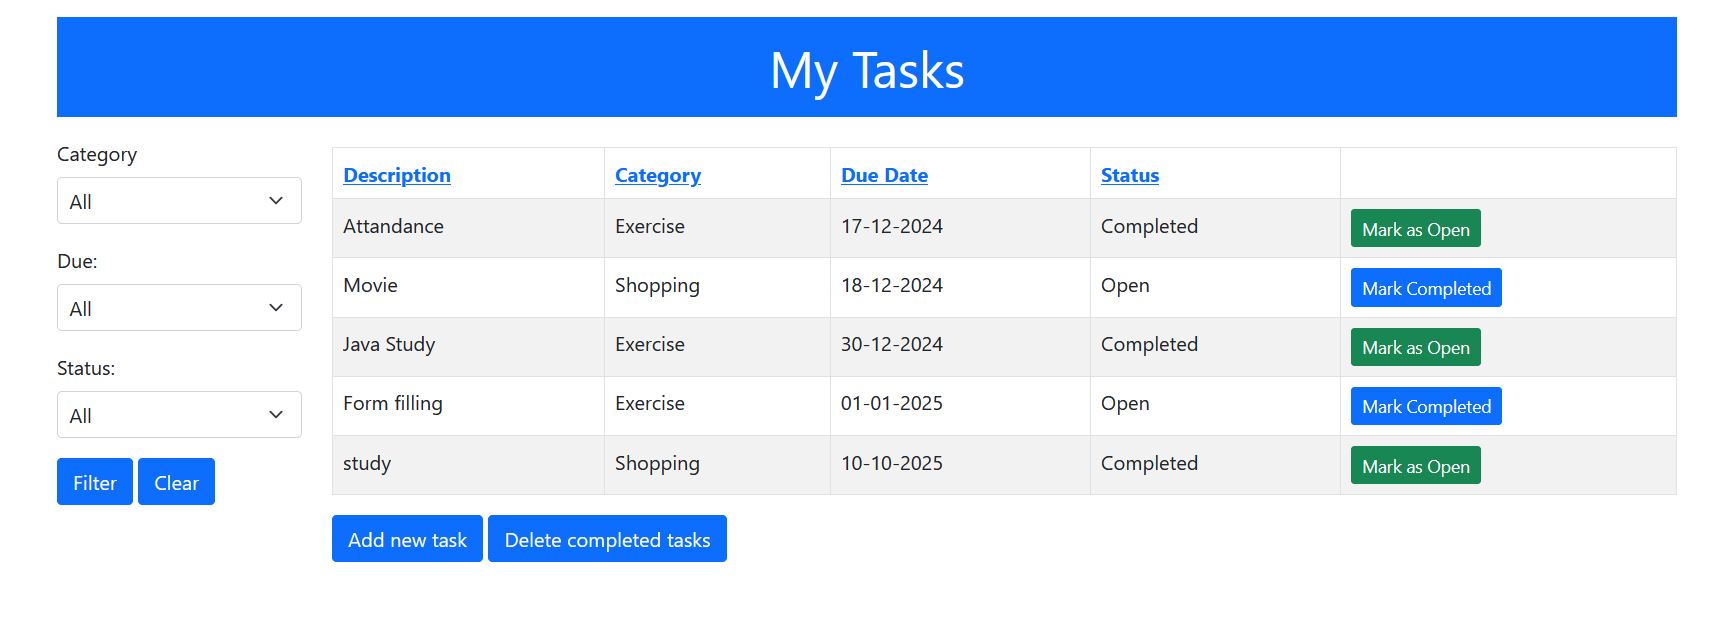 My Tasks
Category
All
Due:
All
Status:
All
Filter Clear
Description Category Due Date Status
Attandance Exercise 17-12-2024 Completed Mark as Open
Movie Shopping 18-12-2024 Open Mark Completed
Java Study Exercise 30-12-2024 Completed Mark as Open
Form filling Exercise 01-01-2025 Open Mark Completed
study Shopping 10-10-2025 Completed Mark as Open
Add new task Delete completed tasks